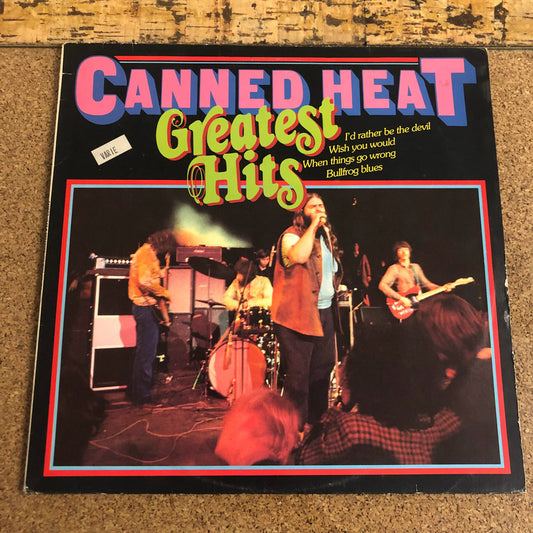 CANNED HEAT
Greatest
Hits
I'd rather be the devil
Wish you would
When things go wrong
Bullfrog blues
VARIE